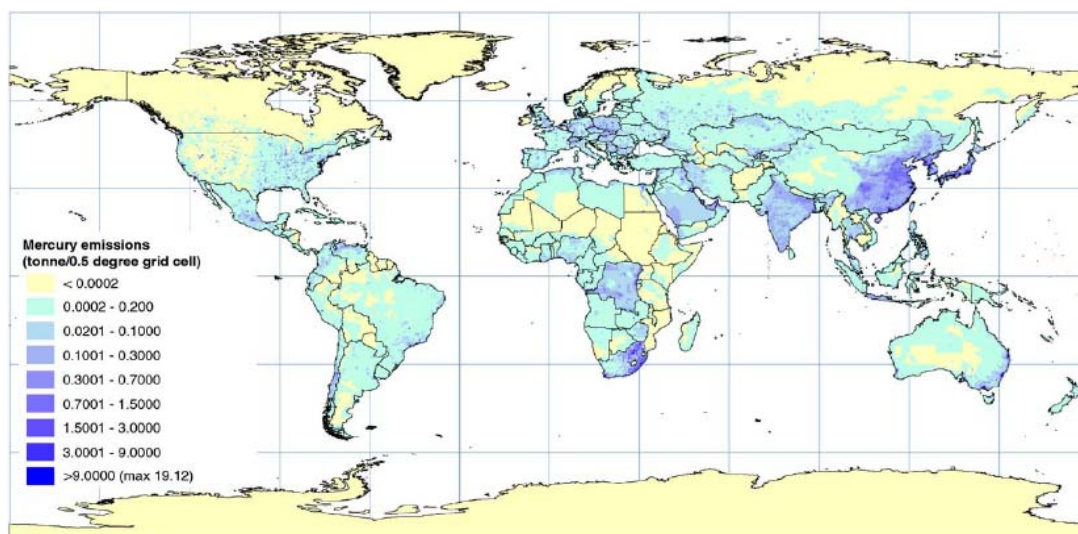 Mercury emissions
(tonne/0.5 degree grid cell)
< 0.0002
0.0002 - 0.200
0.0201 - 0.1000
0.1001 - 0.3000
0.3001 - 0.7000
0.7001 - 1.5000
1.5001 - 3.0000
3.0001 - 9.0000
>9.0000 (max 19.12)